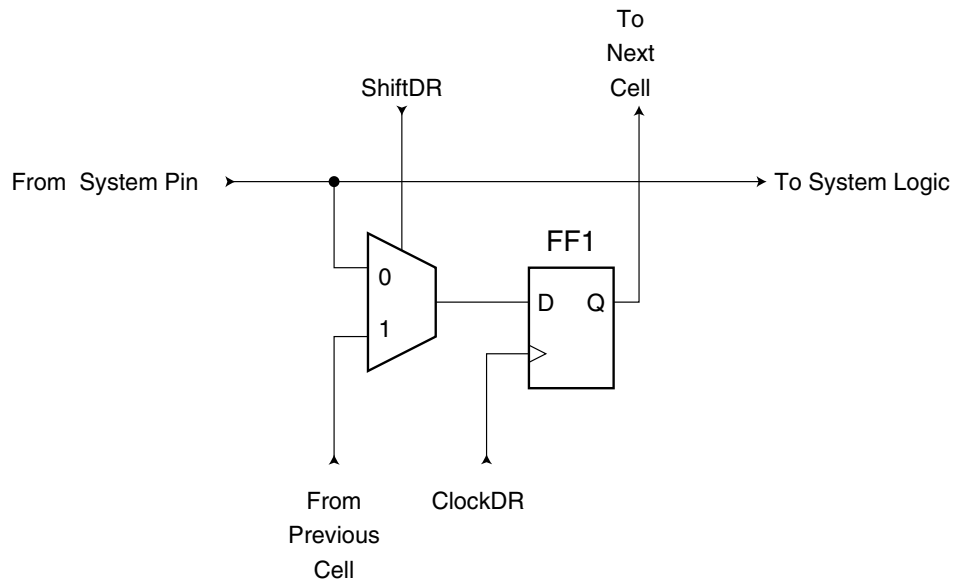 To
Next
Cell
ShiftDR
From System Pin
To System Logic
FF1
0
D Q
1
From
Previous
Cell
ClockDR